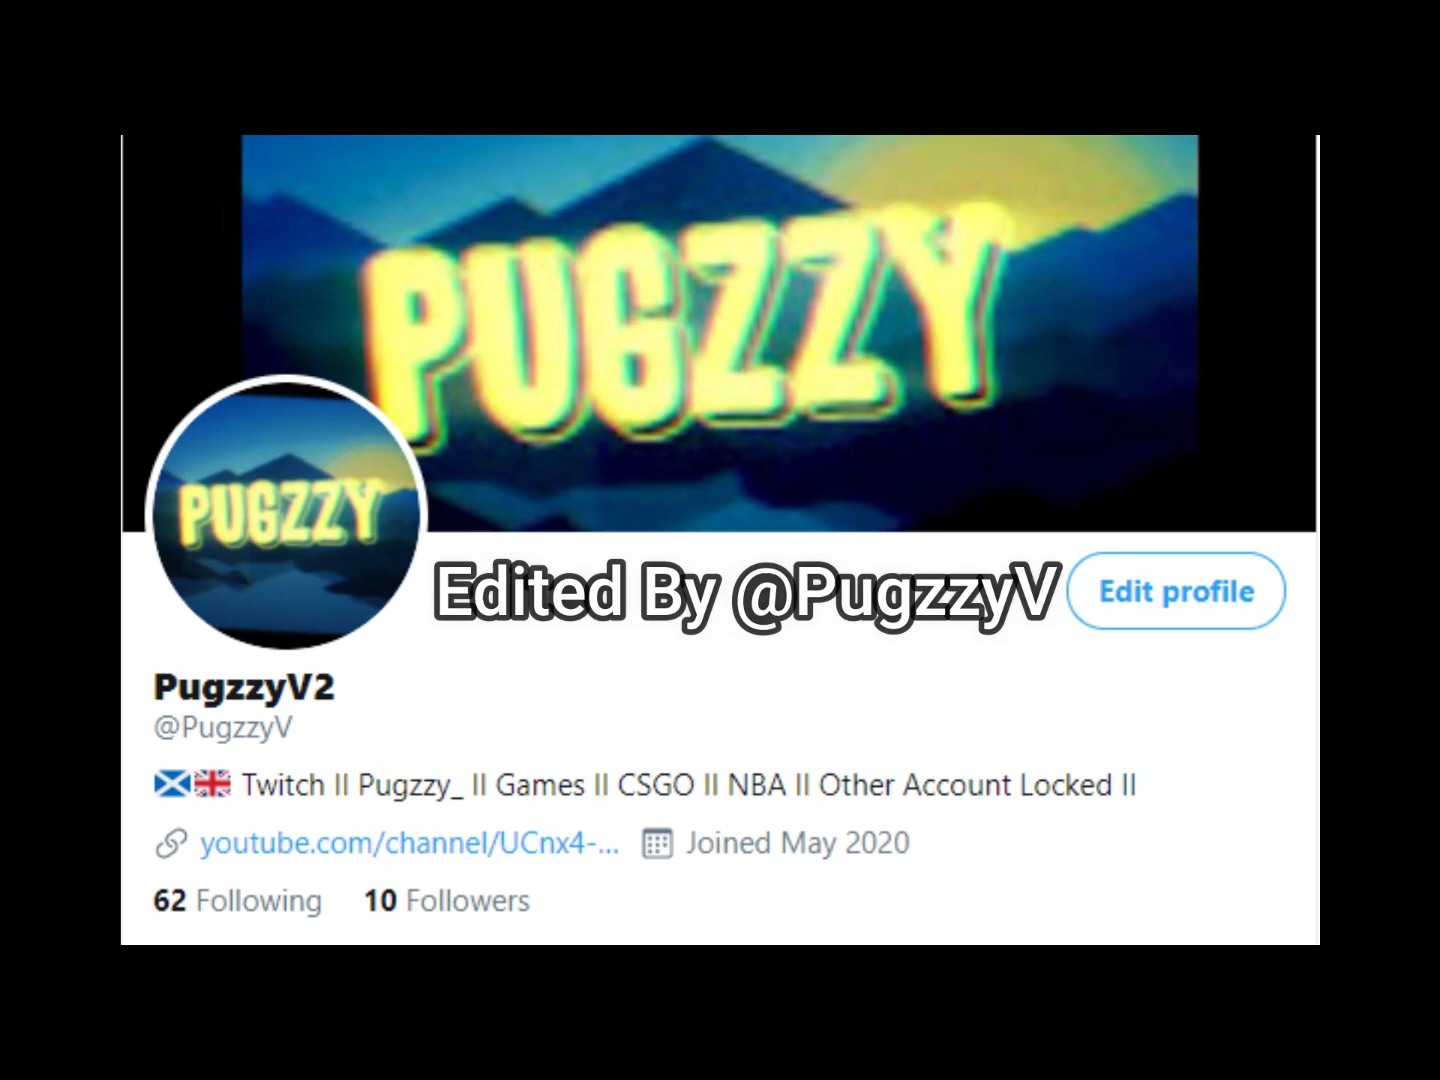 PUGZZY
PUGZZY
Edited By @PugzzyV
Edit profile
PugzzyV2
@PugzzyV
🏴󠁧󠁢󠁳󠁣󠁴󠁿🇬🇧 Twitch II Pugzzy_ II Games II CSGO II NBA II Other Account Locked II
youtube.com/channel/UCnx4-... Joined May 2020
62 Following 10 Followers